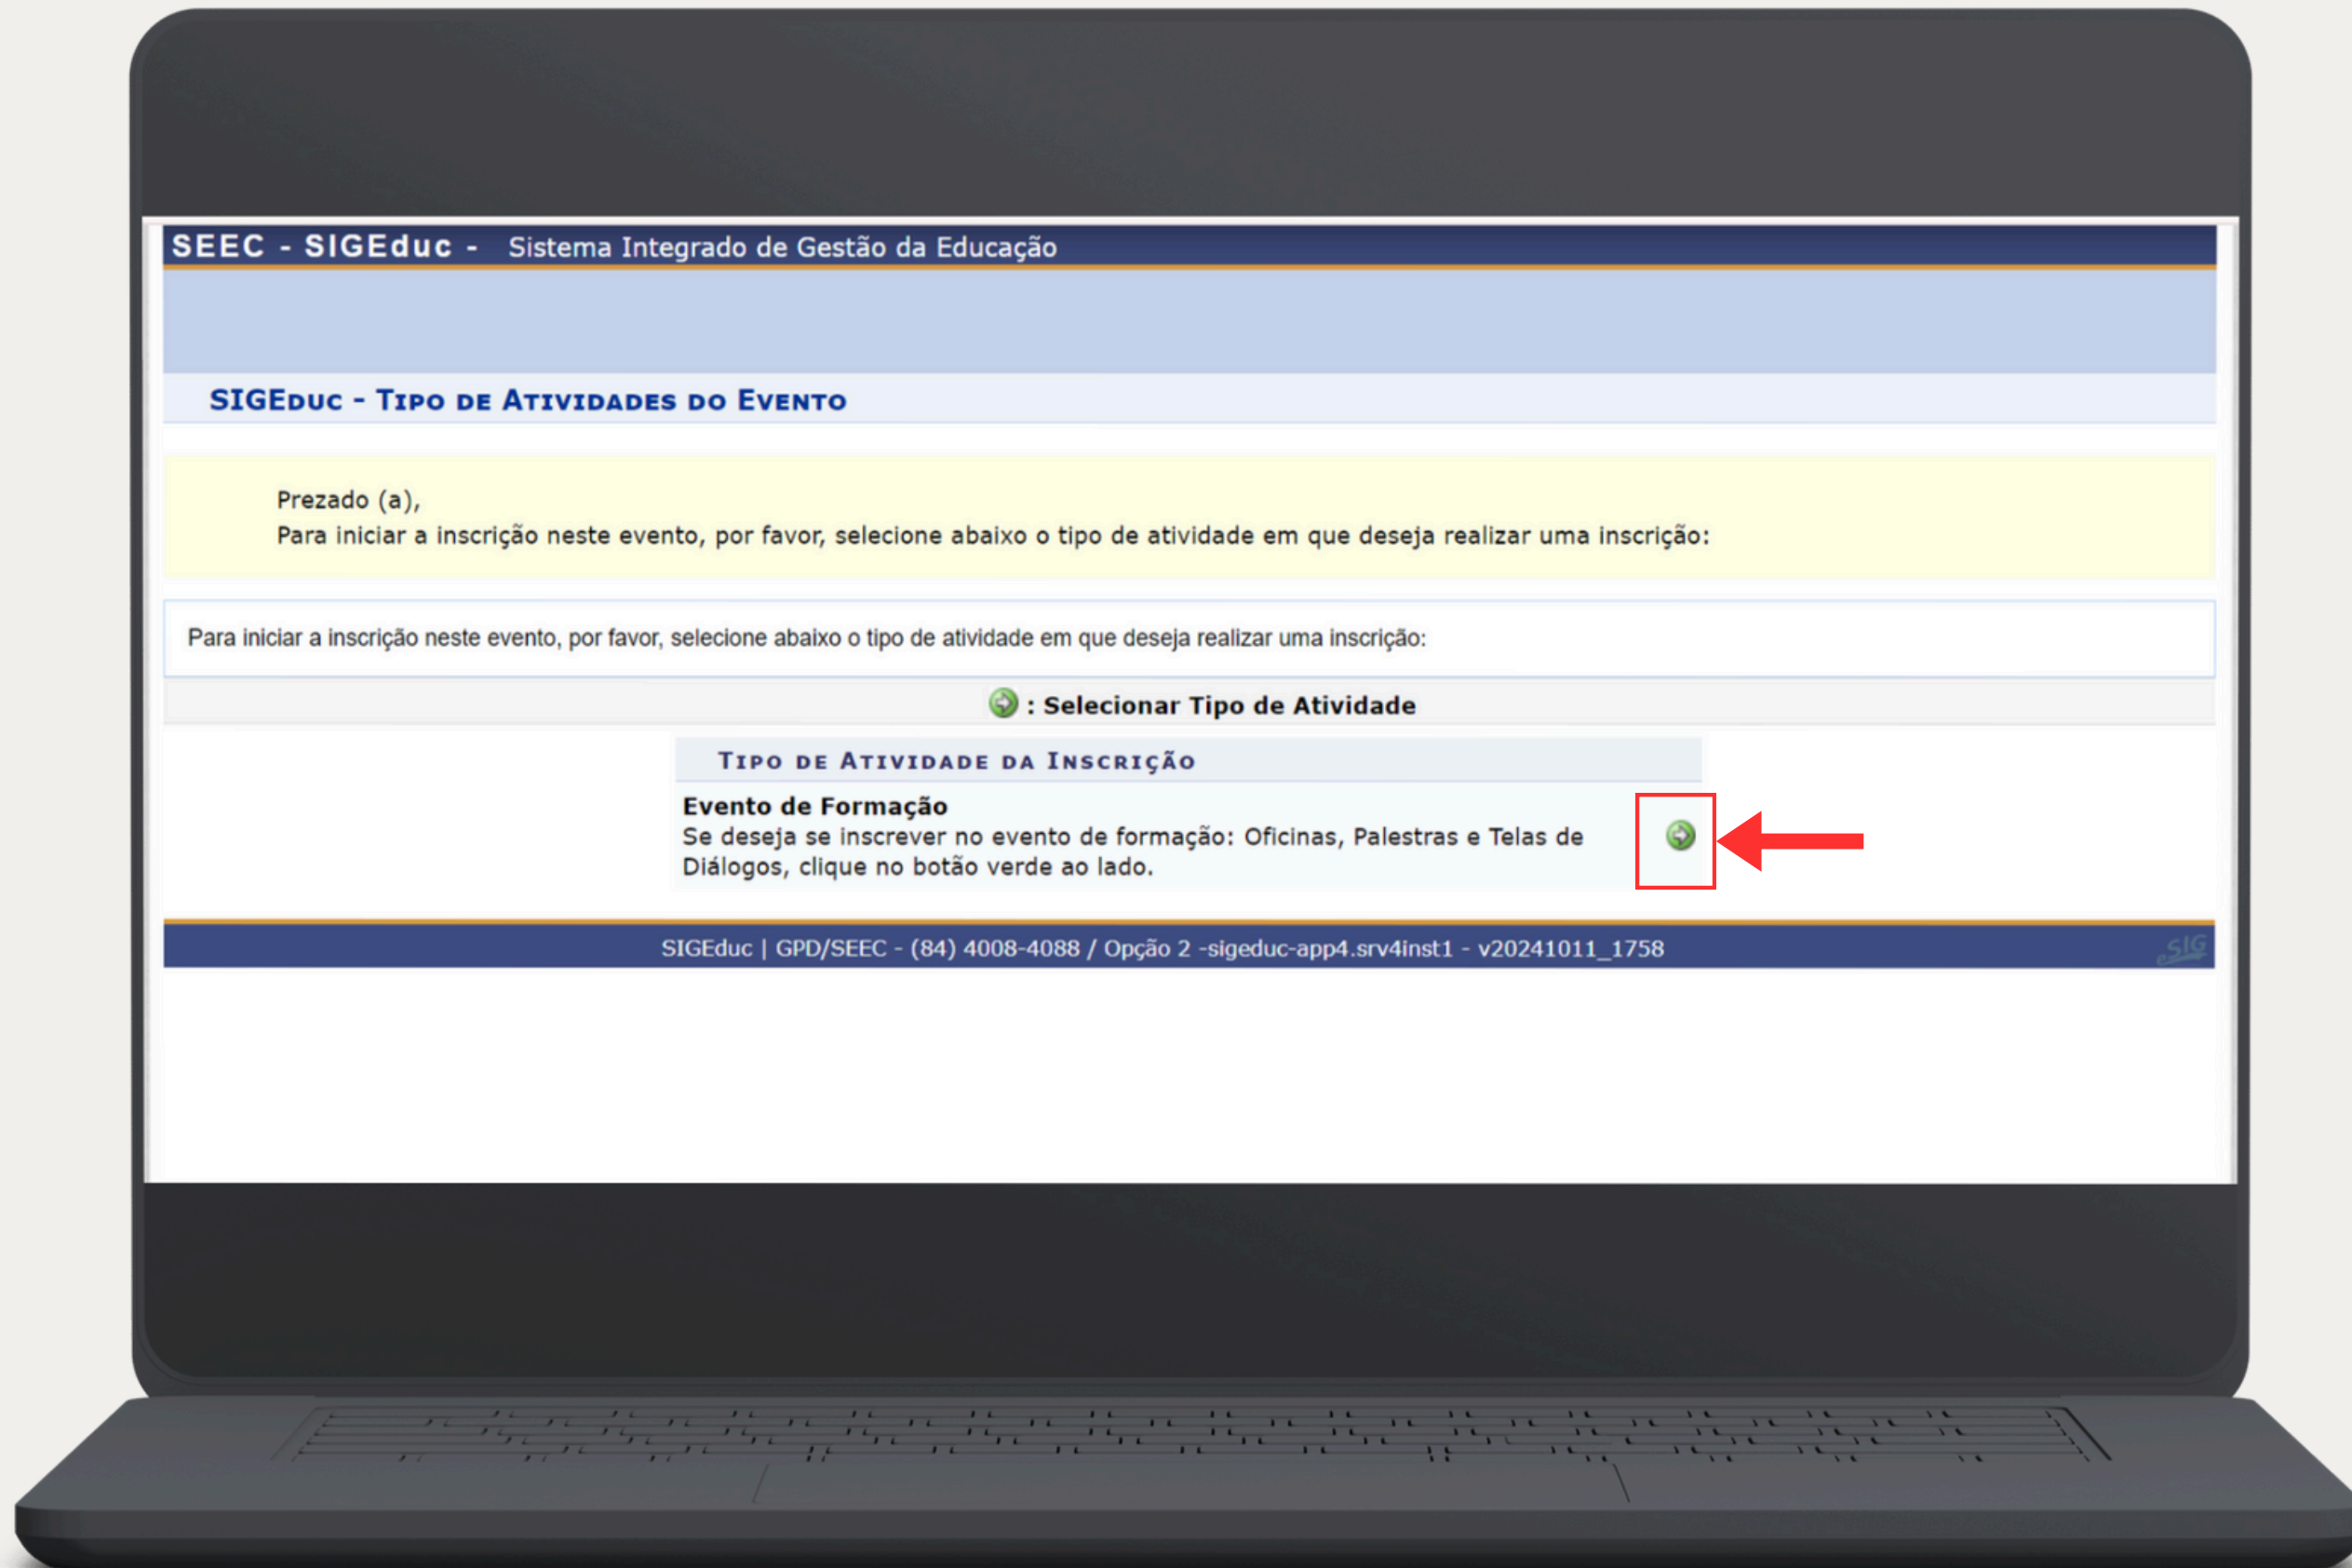 SEEC - SIGEduc - Sistema Integrado de Gestão da Educação
SIGEduc - Tipo de Atividades do Evento
Prezado (a),
Para iniciar a inscrição neste evento, por favor, selecione abaixo o tipo de atividade em que deseja realizar uma inscrição:
Para iniciar a inscrição neste evento, por favor, selecione abaixo o tipo de atividade em que deseja realizar uma inscrição:
: Selecionar Tipo de Atividade
Tipo de Atividade da Inscrição
Evento de Formação
Se deseja se inscrever no evento de formação: Oficinas, Palestras e Telas de
Diálogos, clique no botão verde ao lado.
SIGEduc | GPD/SEEC - (84) 4008-4088 / Opção 2 -sigeduc-app4.srv4inst1 - v20241011_1758
eSIG